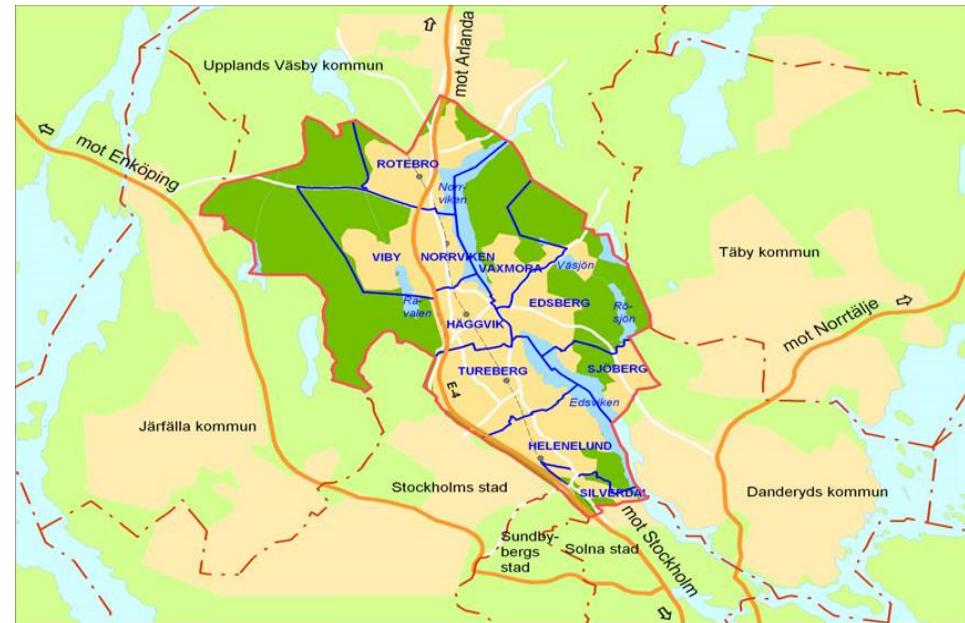 Upplands Väsby kommun
mot Arlanda
mot Enköping
ROTEBRO
Norr-
viken
VIBY
NORRVIKEN
VAXMORA
Väsjön
Täby kommun
Ra-
valen
EDSBERG
Rö-
sjön
HÄGGVIK
mot Norrtälje
TUREBERG
SJÖBERG
E-4
Edsviken
Järfälla kommun
HELENELUND
Stockholms stad
SILVERDAL
Danderyds kommun
mot Stockholm
Sundby-
bergs
stad
Solna stad